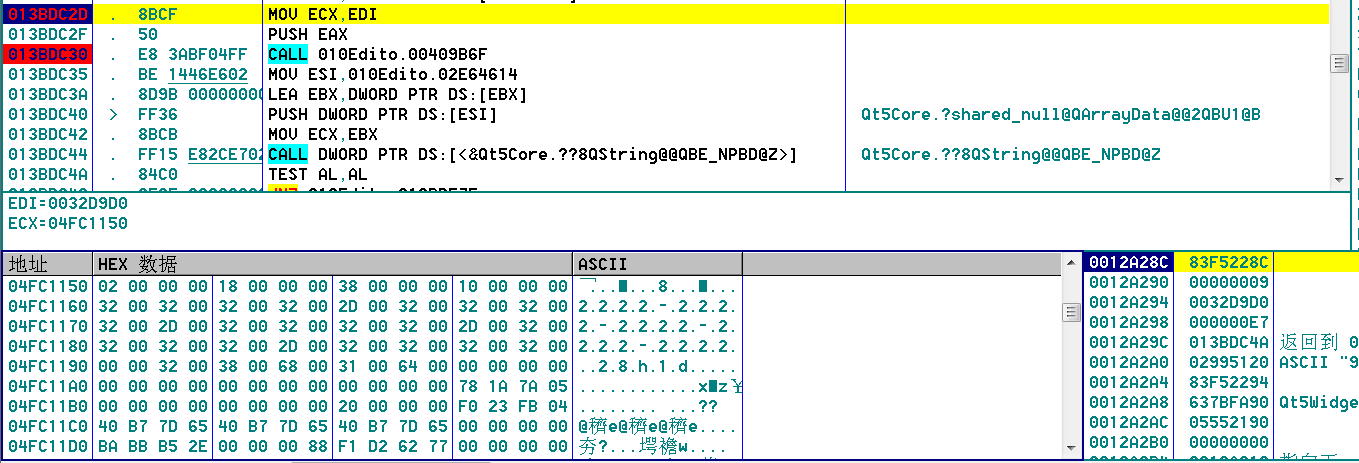 013BDC2D . 8BCF MOV ECX,EDI
013BDC2F . 50 PUSH EAX
013BDC30 . E8 3ABF04FF CALL 010Edito.00409B6F
013BDC35 . BE 1446E602 MOV ESI,010Edito.02E64614
013BDC3A . 8D9B 00000000 LEA EBX,DWORD PTR DS:[EBX]
013BDC40 > FF36 PUSH DWORD PTR DS:[ESI] Qt5Core.?shared_null@QArrayData@@2QBU1@B
013BDC42 . 8BCB MOV ECX,EBX
013BDC44 . FF15 E82CE702 CALL DWORD PTR DS:[<&Qt5Core.??8QString@@QBE_NPBD@Z>] Qt5Core.??8QString@@QBE_NPBD@Z
013BDC4A . 84C0 TEST AL,AL
EDI=0032D9D0
ECX=04FC1150
地址 HEX 数据 ASCII
04FC1150 02 00 00 00 18 00 00 00 38 00 00 00 10 00 00 00 ...■...8...■...
04FC1160 32 00 32 00 32 00 32 00 2D 00 32 00 32 00 32 00 2.2.2.2.-.2.2.2.
04FC1170 32 00 2D 00 32 00 32 00 32 00 32 00 2D 00 32 00 2.-.2.2.2.2.-.2.
04FC1180 32 00 32 00 32 00 2D 00 32 00 32 00 32 00 32 00 2.2.2.-.2.2.2.2.
04FC1190 00 00 32 00 38 00 68 00 31 00 64 00 00 00 00 00 ..2.8.h.1.d.....
04FC11A0 00 00 00 00 00 00 00 00 00 00 00 00 78 1A 7A 05 ............x■z
04FC11B0 00 00 00 00 00 00 00 00 20 00 00 00 F0 23 FB 04 ........ ...??
04FC11C0 40 B7 7D 65 40 B7 7D 65 40 B7 7D 65 00 00 00 00 @穧e@穧e@穧e....
04FC11D0 BA BB B5 2E 00 00 00 88 F1 D2 62 77 00 00 00 00
0012A28C 83F5228C
0012A290 00000009
0012A294 0032D9D0
0012A298 000000E7
0012A29C 013BDC4A 返回到 0
0012A2A0 02995120 ASCII "9
0012A2A4 83F52294
0012A2A8 637BFA90 Qt5Widge
0012A2AC 05552190
0012A2B0 00000000